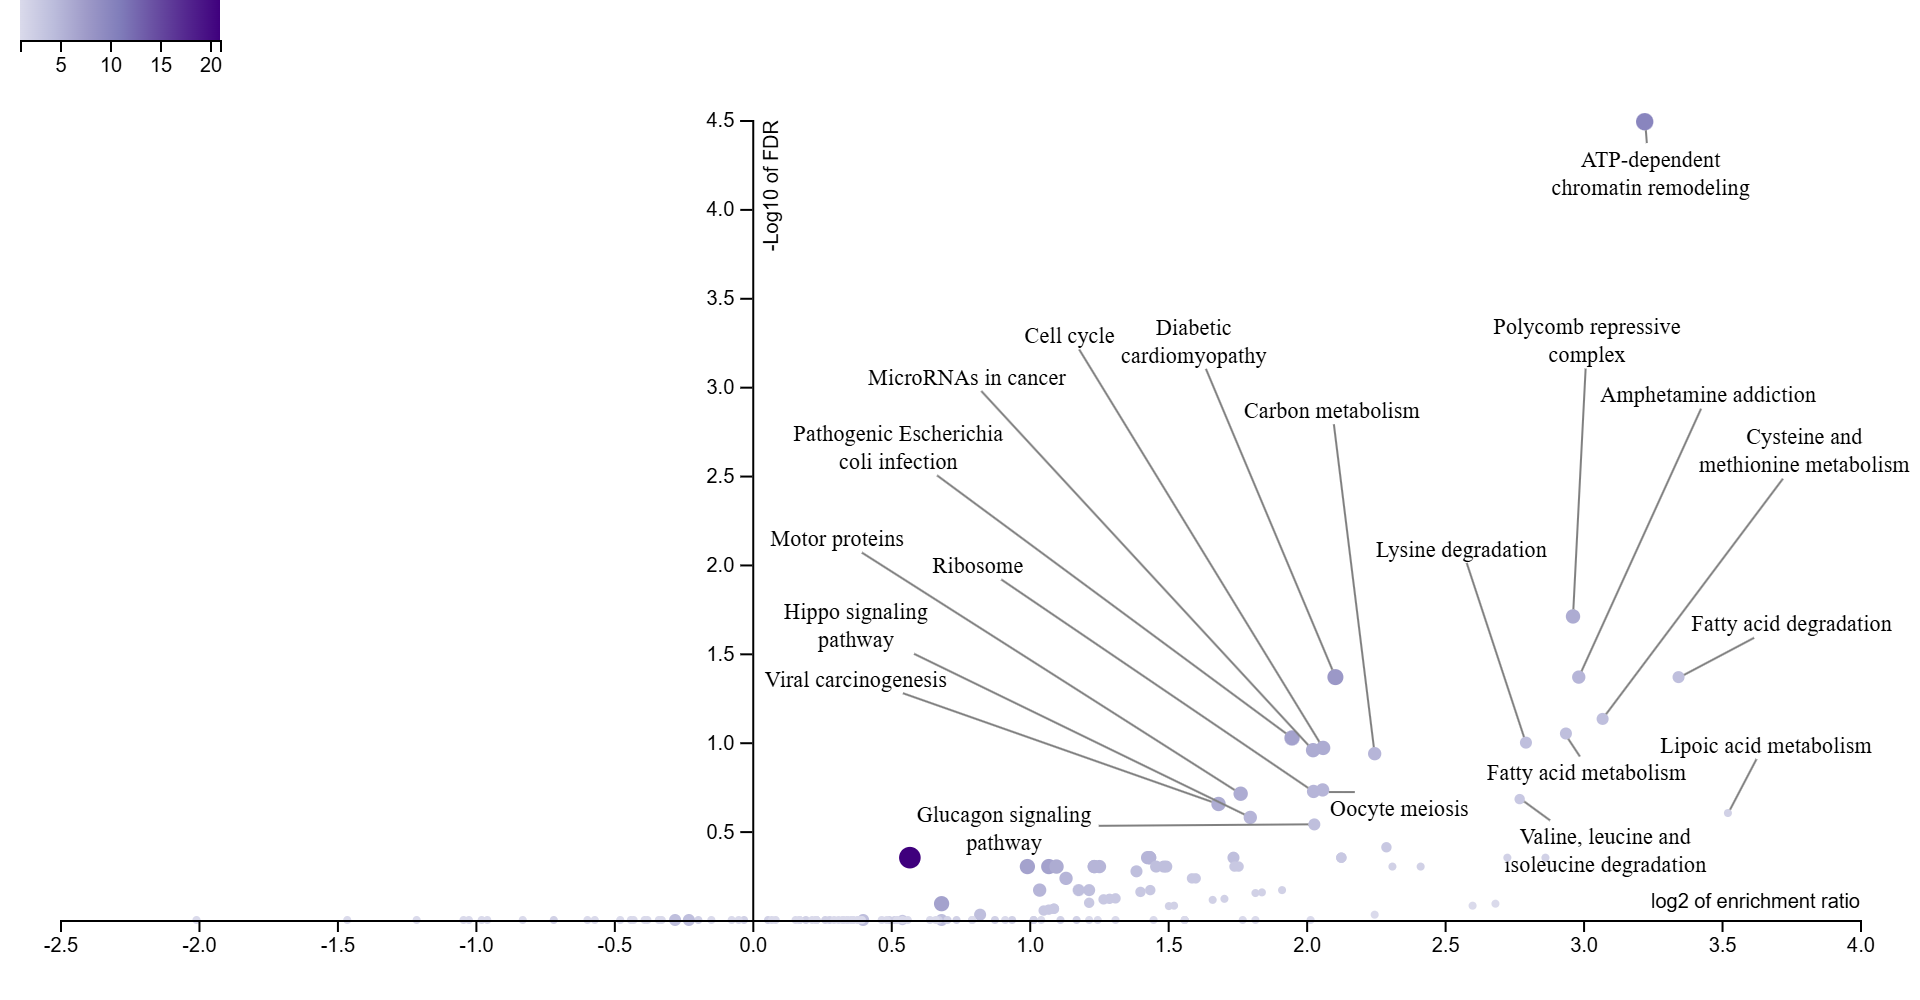 5 10 15 20
4.5
4.0
3.5
3.0
2.5
2.0
1.5
1.0
0.5
-Log10 of FDR
ATP-dependent
chromatin remodeling
Cell cycle
Diabetic
cardiomyopathy
MicroRNAs in cancer
Carbon metabolism
Pathogenic Escherichia
coli infection
Polycomb repressive
complex
Amphetamine addiction
Cysteine and
methionine metabolism
Motor proteins
Ribosome
Lysine degradation
Hippo signaling
pathway
Fatty acid degradation
Viral carcinogenesis
Lipoic acid metabolism
Fatty acid metabolism
Glucagon signaling
pathway
Oocyte meiosis
Valine, leucine and
isoleucine degradation
log2 of enrichment ratio
-2.5 -2.0 -1.5 -1.0 -0.5 0.0 0.5 1.0 1.5 2.0 2.5 3.0 3.5 4.0